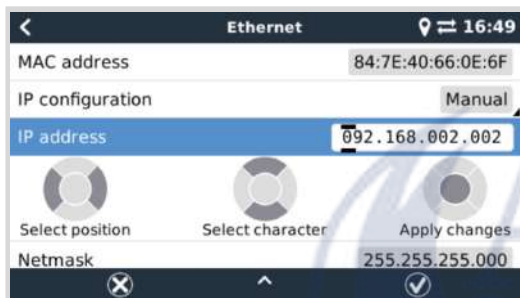 Ethernet 16:49
MAC address 84:7E:40:66:0E:6F
IP configuration Manual
IP address 092.168.002.002
Select position Select character Apply changes
Netmask 255.255.255.000